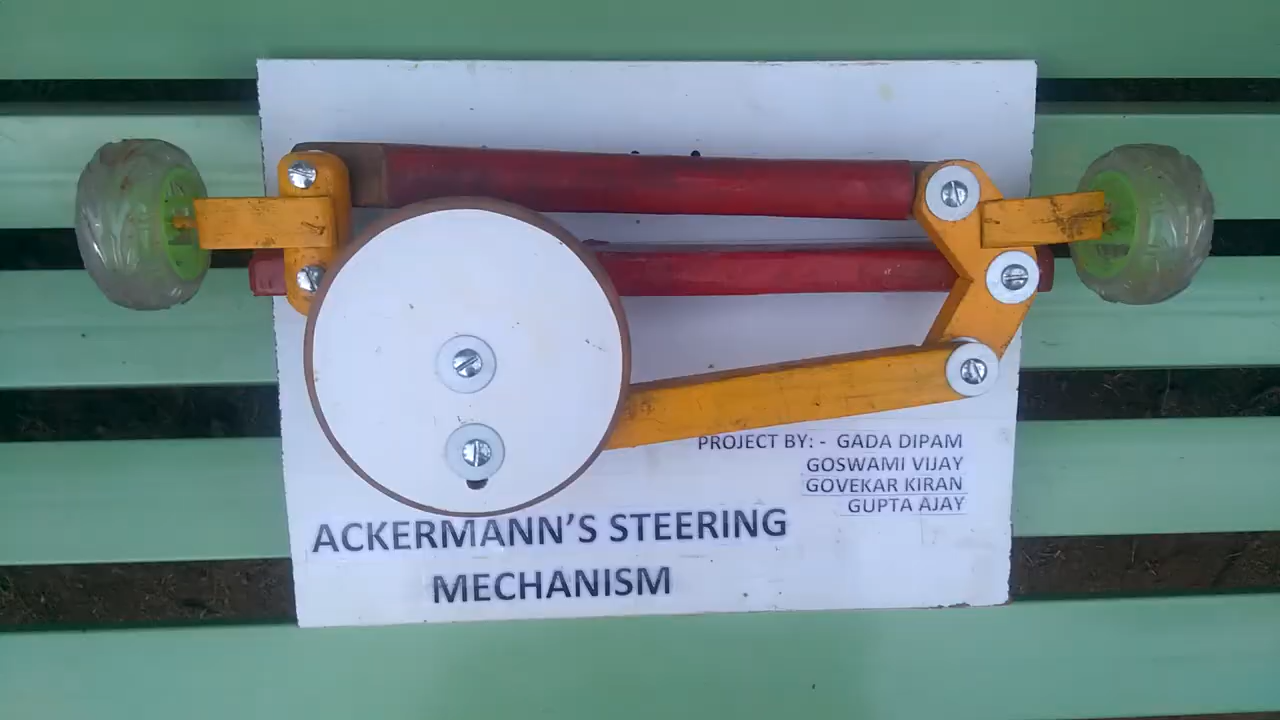 PROJECT BY: - GADA DIPAM
GOSWAMI VIJAY
GOVEKAR KIRAN
GUPTA AJAY
ACKERMANN’S STEERING
MECHANISM